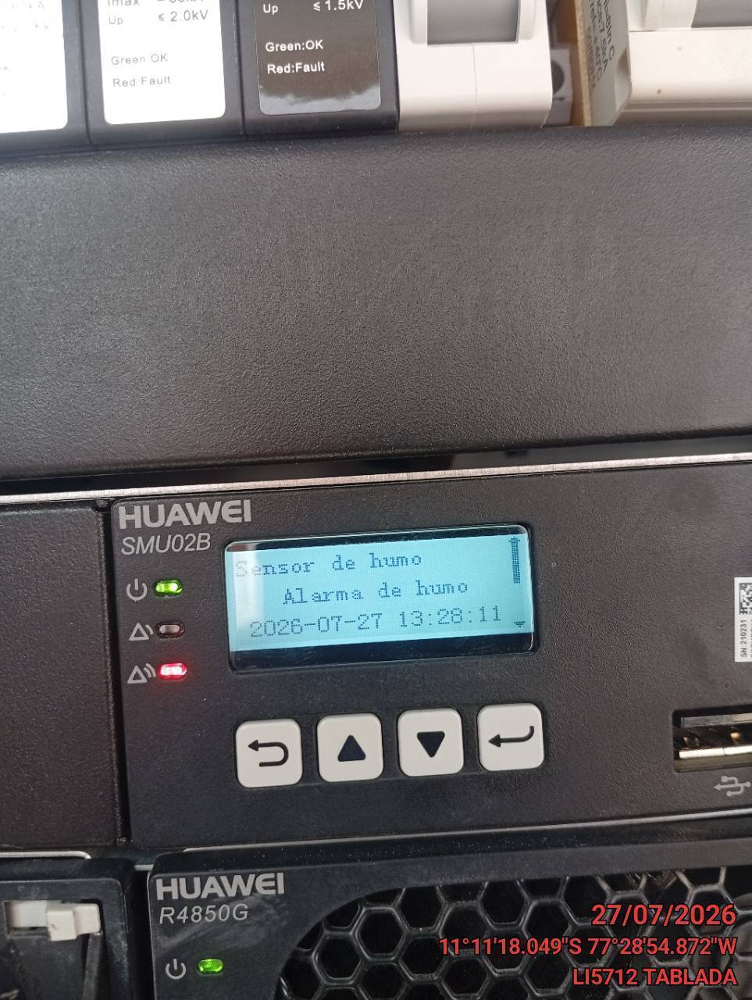 Up ≤ 2.0kV
Green OK
Red:Fault
Up ≤ 1.5kV
Green:OK
Red:Fault
HUAWEI
SMU02B
Sensor de humo
Alarma de humo
2026-07-27 13:28:11
SN 210231
HUAWEI
R4850G
27/07/2026
11°11'18.049"S 77°28'54.872"W
LI5712 TABLADA